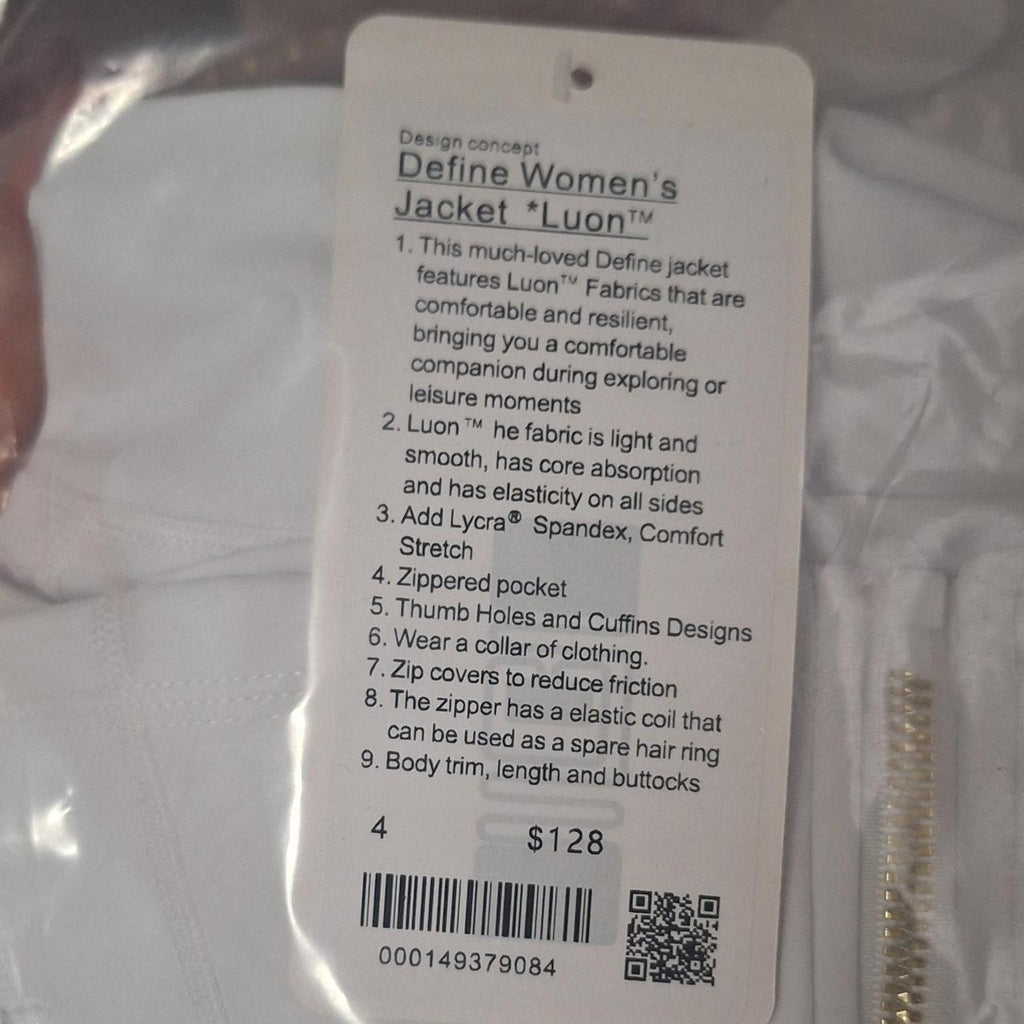 Design concept
Define Women's
Jacket *Luon™
1. This much-loved Define jacket
features Luon™ Fabrics that are
comfortable and resilient,
bringing you a comfortable
companion during exploring or
leisure moments
2. Luon™ he fabric is light and
smooth, has core absorption
and has elasticity on all sides
3. Add Lycra® Spandex, Comfort
Stretch
4. Zippered pocket
5. Thumb Holes and Cuffins Designs
6. Wear a collar of clothing.
7. Zip covers to reduce friction
8. The zipper has a elastic coil that
can be used as a spare hair ring
9. Body trim, length and buttocks
4 $128
000149379084